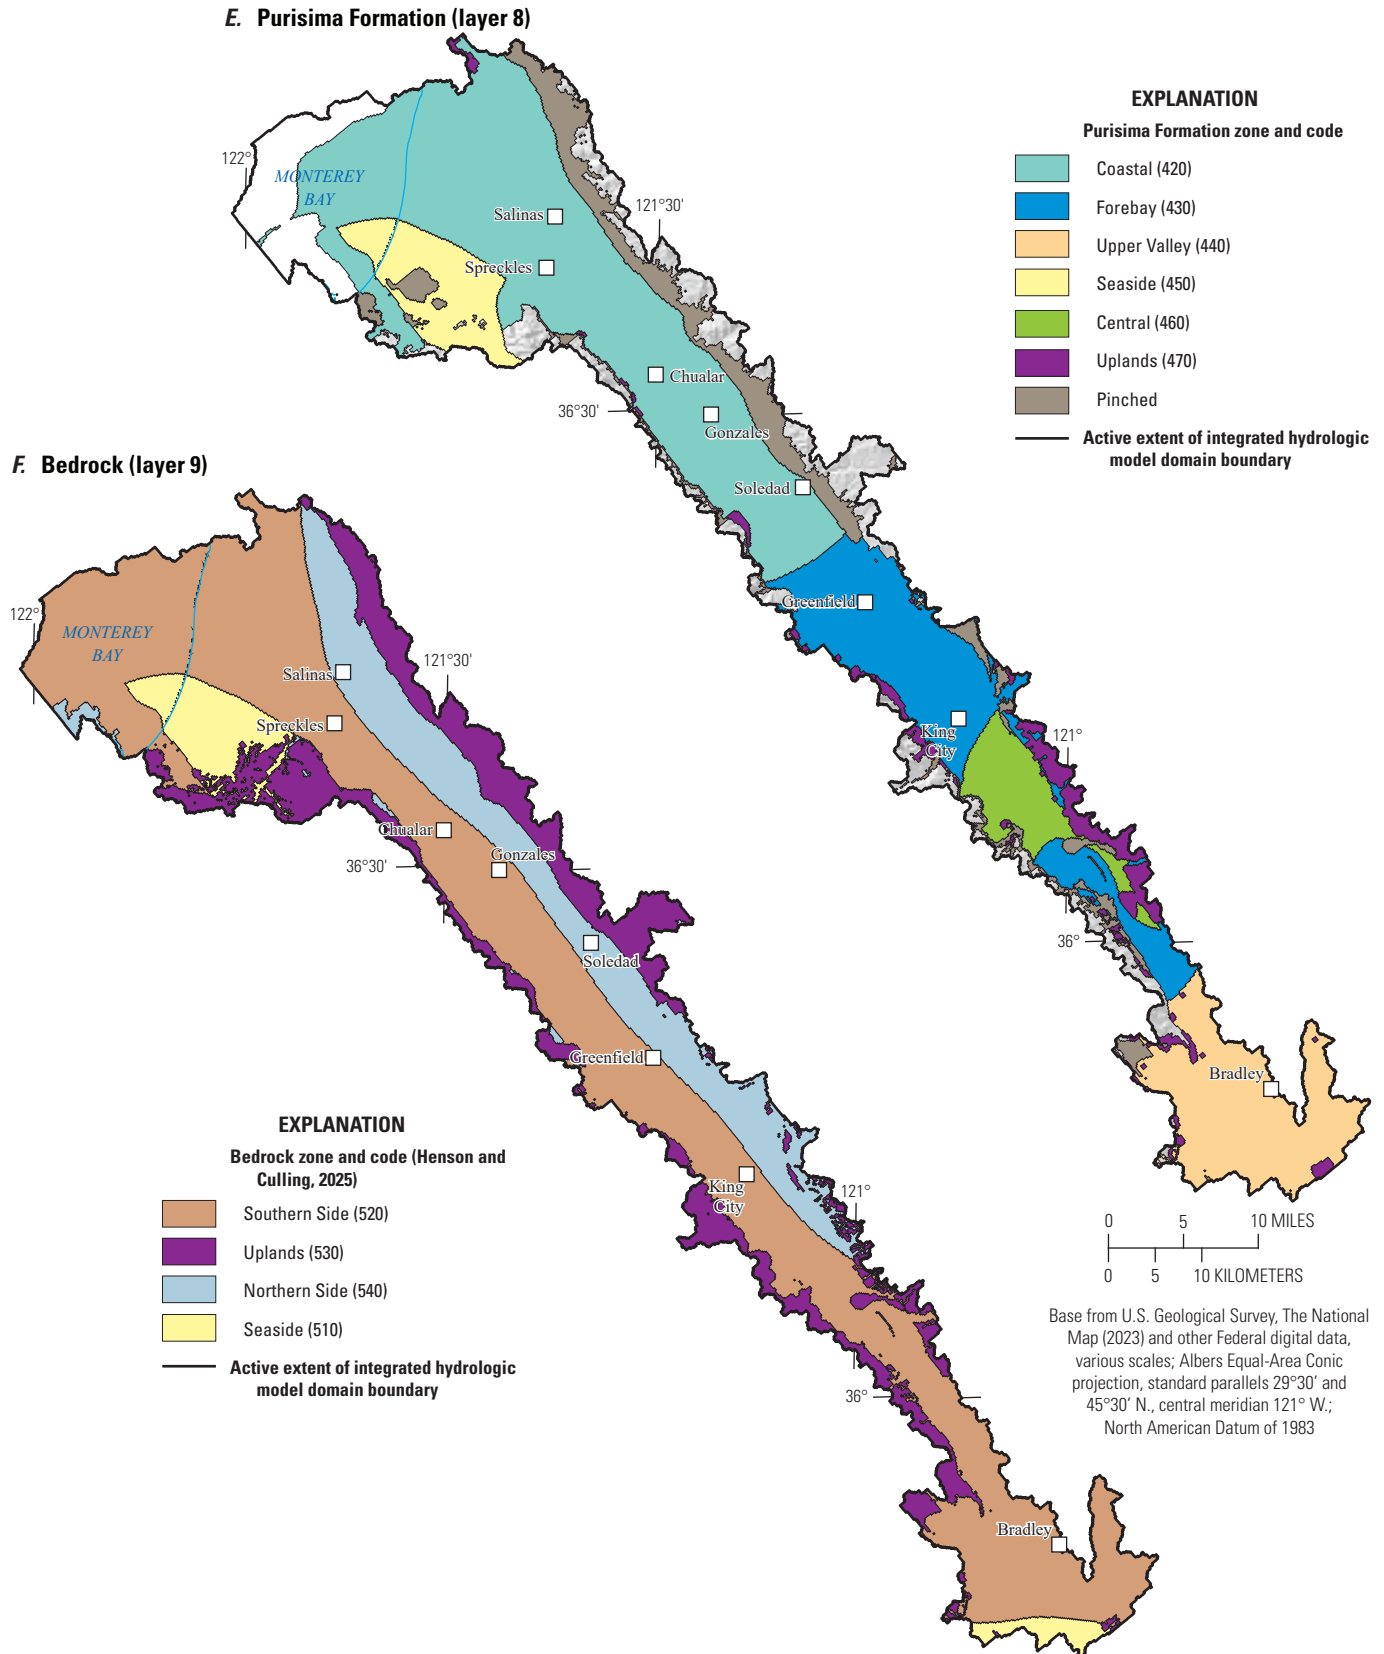 E. Purisima Formation (layer 8)
122°
MONTEREY
BAY
Salinas
Spreckles
121°30'
Chualar
36°30'
Gonzales
Soledad
Greenfield
King
City
121°
36°
Bradley
EXPLANATION
Purisima Formation zone and code
Coastal (420)
Forebay (430)
Upper Valley (440)
Seaside (450)
Central (460)
Uplands (470)
Pinched
Active extent of integrated hydrologic
model domain boundary
F. Bedrock (layer 9)
122°
MONTEREY
BAY
Salinas
Spreckles
121°30'
Chualar
Gonzales
36°30'
Soledad
Greenfield
King
City
121°
36°
Bradley
EXPLANATION
Bedrock zone and code (Henson and
Culling, 2025)
Southern Side (520)
Uplands (530)
Northern Side (540)
Seaside (510)
Active extent of integrated hydrologic
model domain boundary
0 5 10 MILES
0 5 10 KILOMETERS
Base from U.S. Geological Survey, The National
Map (2023) and other Federal digital data,
various scales; Albers Equal-Area Conic
projection, standard parallels 29°30′ and
45°30′ N., central meridian 121° W.;
North American Datum of 1983